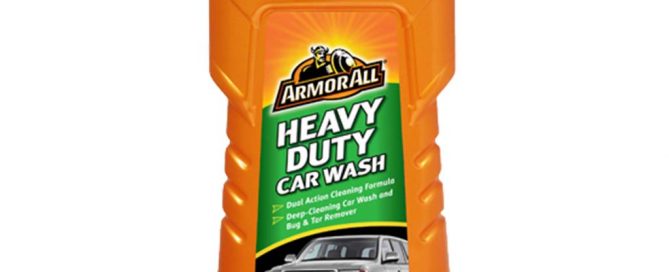 ARMORALL
HEAVY
DUTY
CAR WASH
Dual Action Cleaning Formula
Deep-Cleaning Car Wash and
Bug & Tar Remover